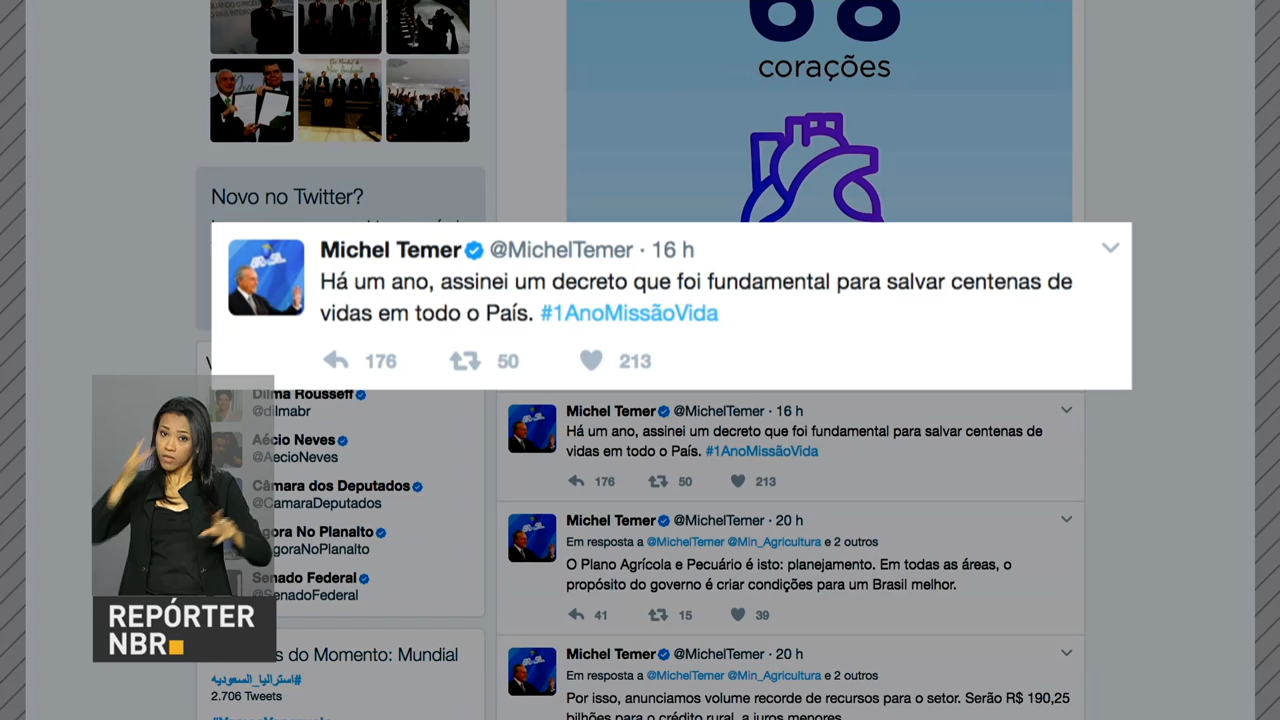 68
corações
Novo no Twitter?
Michel Temer @MichelTemer · 16 h
Há um ano, assinei um decreto que foi fundamental para salvar centenas de
vidas em todo o País. #1AnoMissãoVida
176 50 213
Dilma Rousseff
@dilmabr
Aécio Neves
@AecioNeves
Câmara dos Deputados
@CamaraDeputados
gora No Planalto
goraNoPlanalto
Senado Federal
@SenadoFederal
s do Momento: Mundial
#استراليا_السعوديه
2.706 Tweets
Michel Temer @MichelTemer · 16 h
Há um ano, assinei um decreto que foi fundamental para salvar centenas de
vidas em todo o País. #1AnoMissãoVida
176 50 213
Michel Temer @MichelTemer · 20 h
Em resposta a @MichelTemer @Min_Agricultura e 2 outros
O Plano Agrícola e Pecuário é isto: planejamento. Em todas as áreas, o
propósito do governo é criar condições para um Brasil melhor.
41 15 39
Michel Temer @MichelTemer · 20 h
Em resposta a @MichelTemer @Min_Agricultura e 2 outros
Por isso, anunciamos volume recorde de recursos para o setor. Serão R$ 190,25
bilhões para o crédito rural, a juros menores.
REPÓRTER
NBR